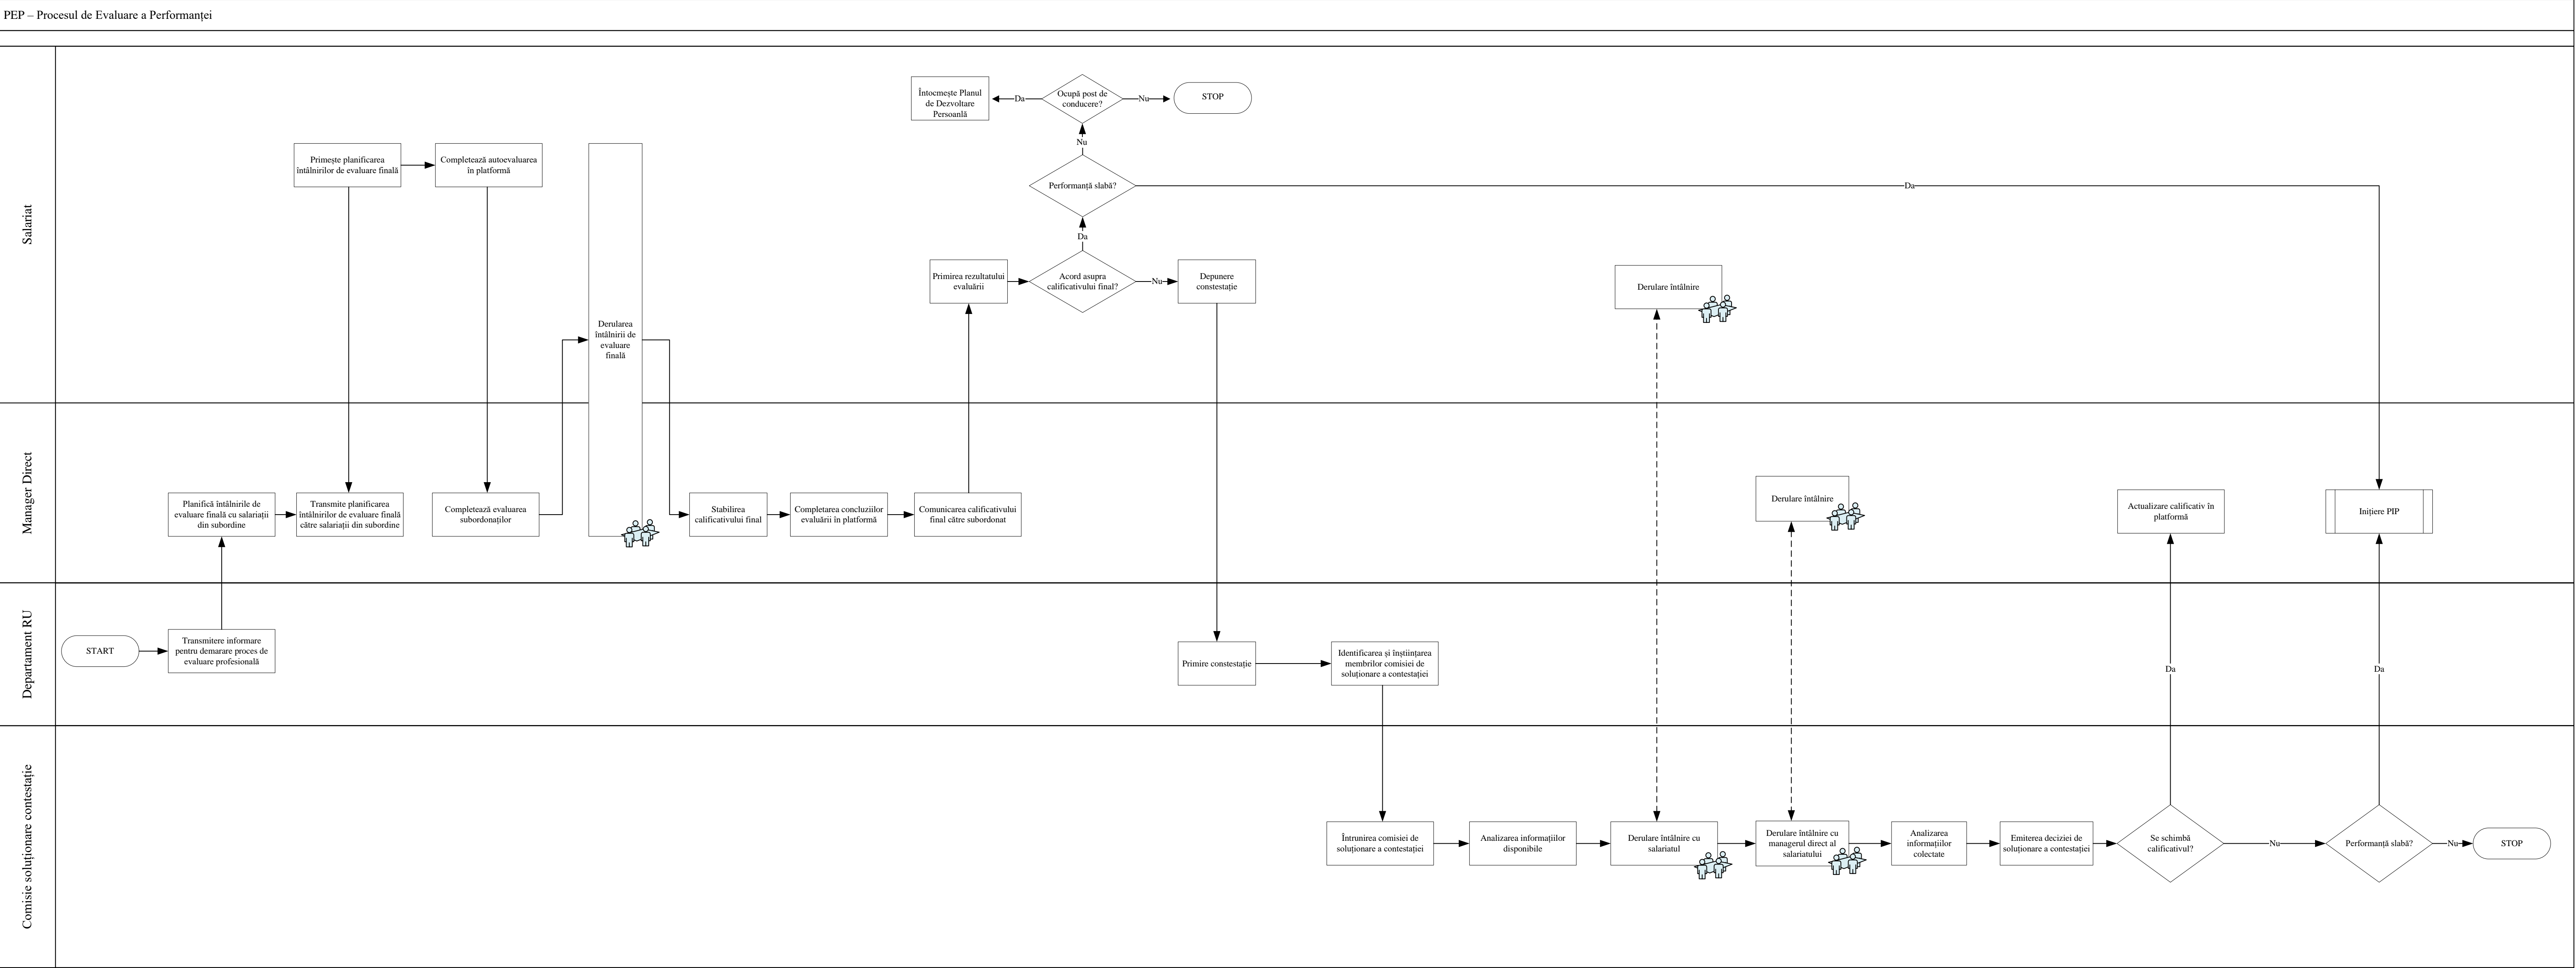 PEP – Procesul de Evaluare a Performanței
Salariat
Întocmește Planul
de Dezvoltare
Persoanlă
Da
Ocupă post de
conducere?
Nu
STOP
Nu
Primește planificarea
întâlnirilor de evaluare finală
Completează autoevaluarea
în platformă
Performanță slabă?
Da
Da
Primirea rezultatului
evaluării
Acord asupra
calificativului final?
Nu
Depunere
constestație
Derulare întâlnire
Derularea
întâlnirii de
evaluare
finală
Manager Direct
Planifică întâlnirile de
evaluare finală cu salariații
din subordine
Transmite planificarea
întâlnirilor de evaluare finală
către salariații din subordine
Completează evaluarea
subordonaților
Stabilirea
calificativului final
Completarea concluziilor
evaluării în platformă
Comunicarea calificativului
final către subordonat
Derulare întâlnire
Actualizare calificativ în
platformă
Inițiere PIP
Departament RU
START
Transmitere informare
pentru demarare proces de
evaluare profesională
Primire constestație
Identificarea și înștiințarea
membrilor comisiei de
soluționare a contestației
Da
Da
Comisie soluționare contestație
Întrunirea comisiei de
soluționare a contestației
Analizarea informațiilor
disponibile
Derulare întâlnire cu
salariatul
Derulare întâlnire cu
managerul direct al
salariatului
Analizarea
informațiilor
colectate
Emiterea deciziei de
soluționare a contestației
Se schimbă
calificativul?
Nu
Performanță slabă?
Nu
STOP